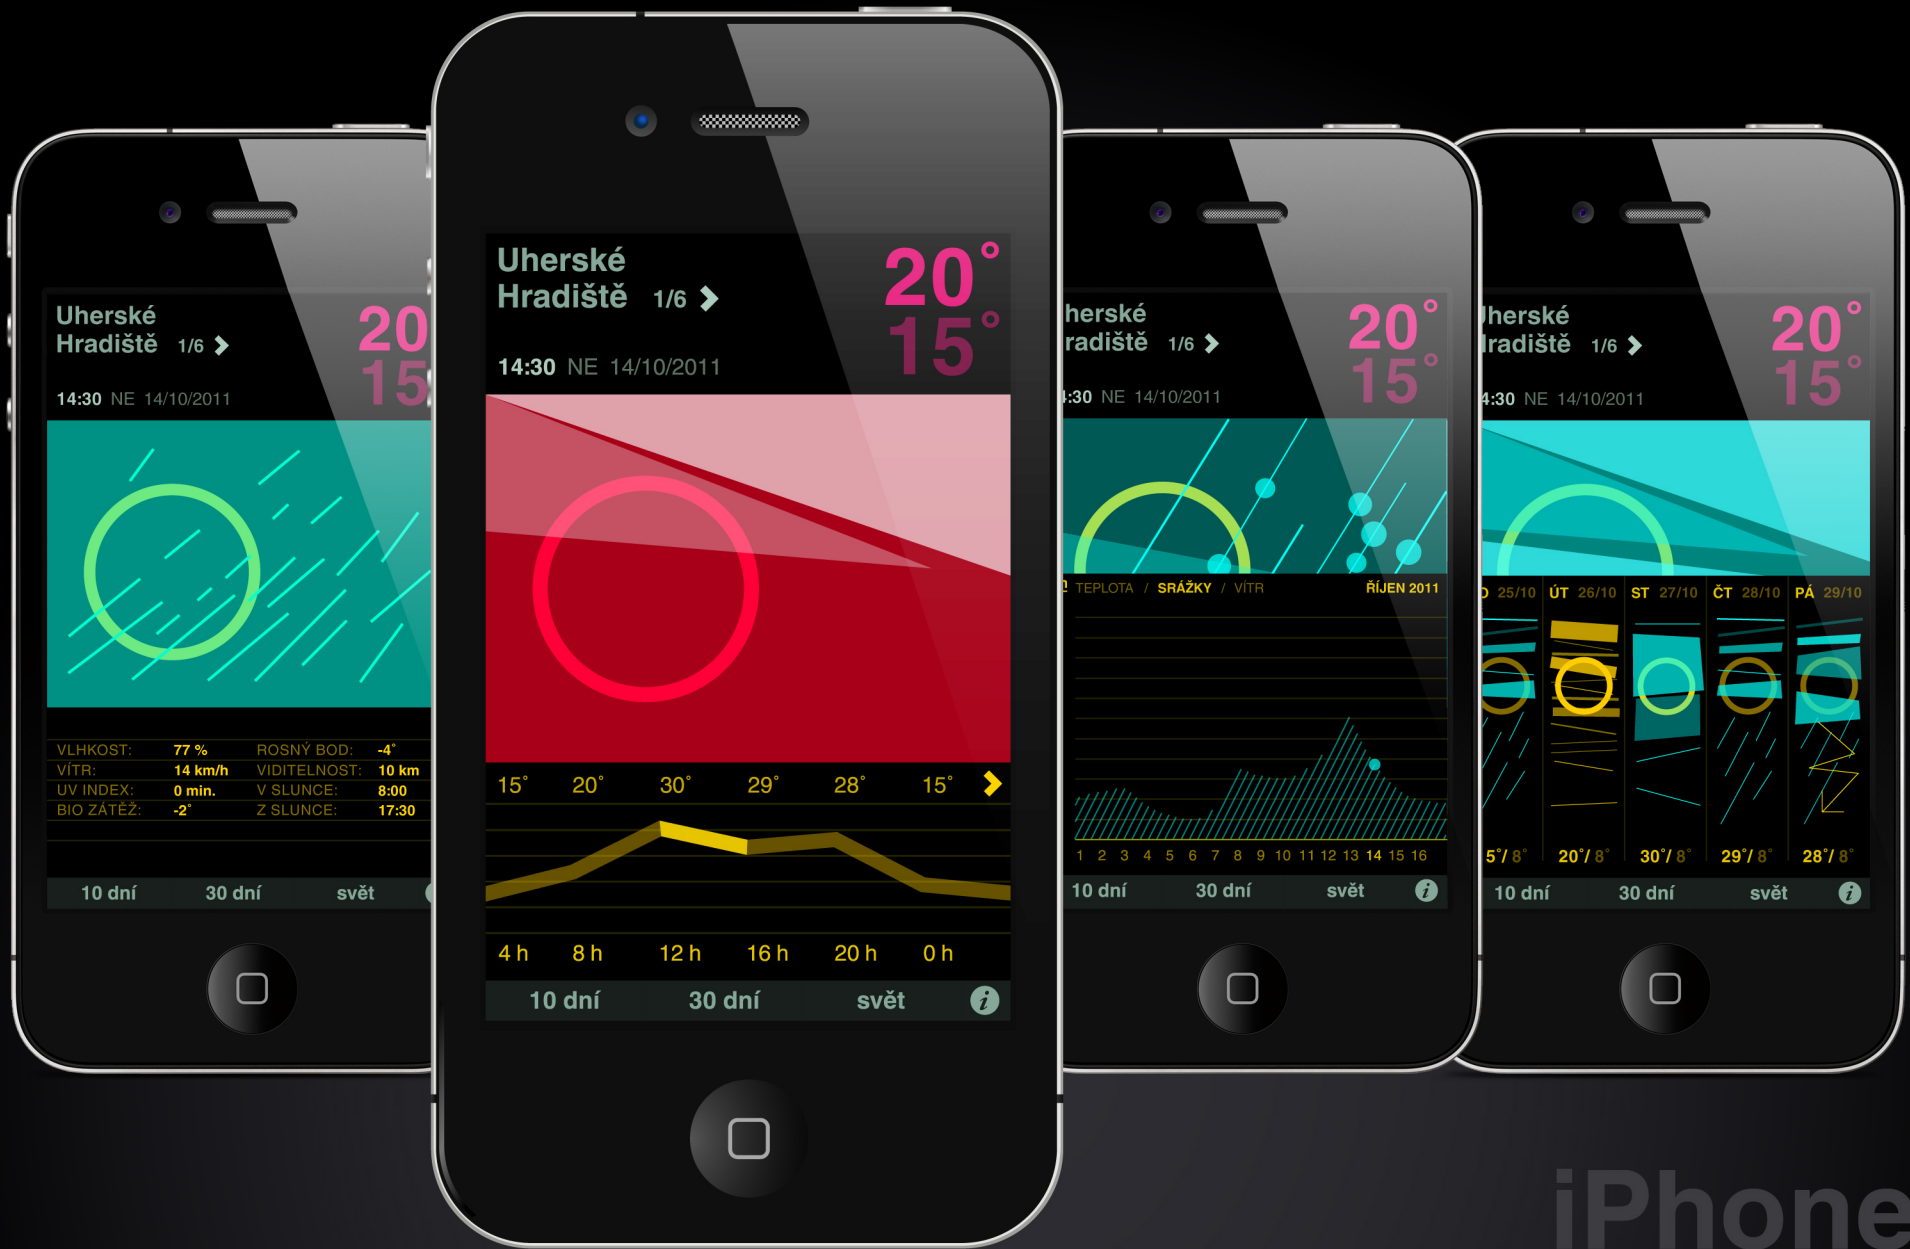 Uherské
Hradiště 1/6
20
15
14:30 NE 14/10/2011
VLHKOST: 77 % ROSNÝ BOD: -4°
VÍTR: 14 km/h VIDITELNOST: 10 km
UV INDEX: 0 min. V SLUNCE: 8:00
BIO ZÁTĚŽ: -2° Z SLUNCE: 17:30
10 dní 30 dní svět
Uherské
Hradiště 1/6
20°
15°
14:30 NE 14/10/2011
15° 20° 30° 29° 28° 15°
4 h 8 h 12 h 16 h 20 h 0 h
10 dní 30 dní svět i
herské
radiště 1/6
20°
15°
:30 NE 14/10/2011
TEPLOTA / SRÁŽKY / VÍTR ŘÍJEN 2011
1 2 3 4 5 6 7 8 9 10 11 12 13 14 15 16
10 dní 30 dní svět i
herské
radiště 1/6
20°
15°
4:30 NE 14/10/2011
25/10 ÚT 26/10 ST 27/10 ČT 28/10 PÁ 29/10
5°/ 8° 20°/ 8° 30°/ 8° 29°/ 8° 28°/ 8°
10 dní 30 dní svět i
iPhone